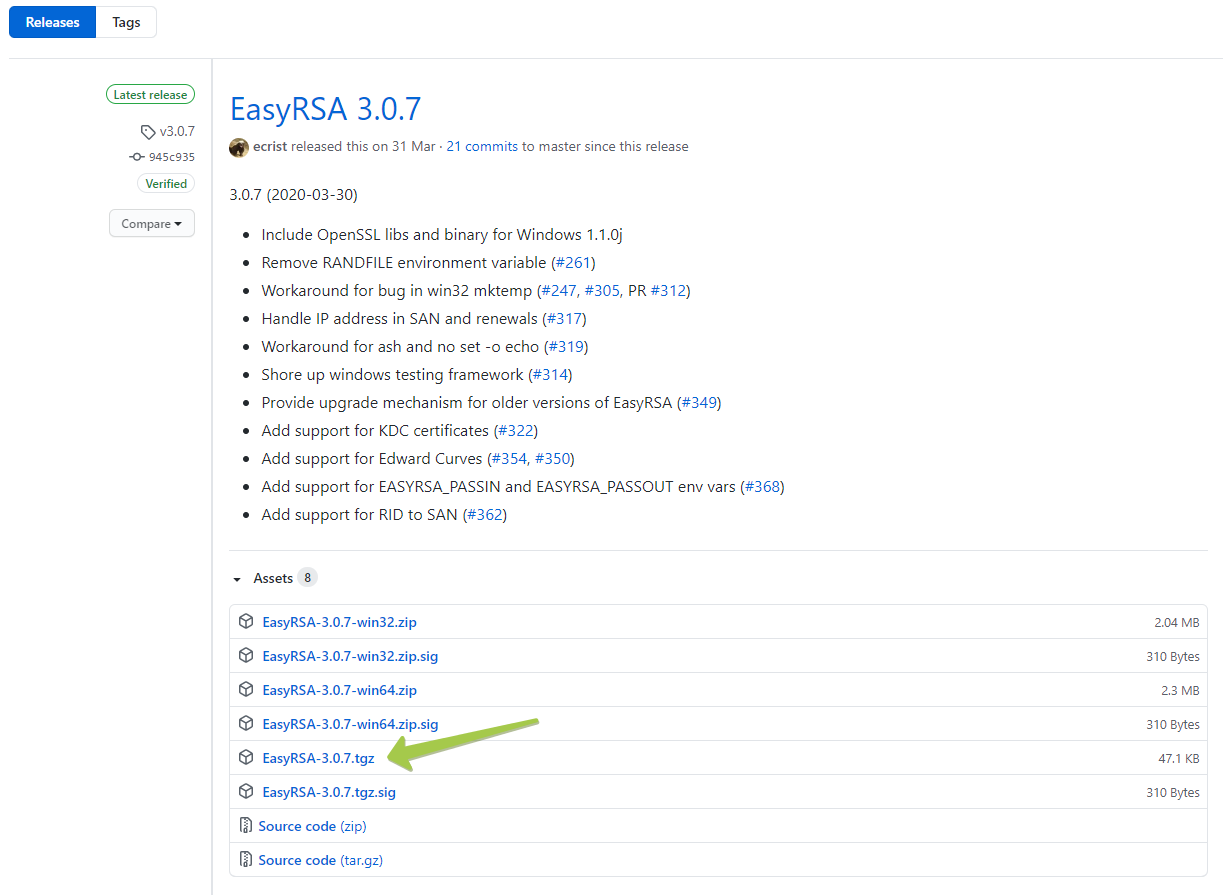 Releases Tags
Latest release
v3.0.7
945c935
Verified
Compare
EasyRSA 3.0.7
ecrist released this on 31 Mar · 21 commits to master since this release
3.0.7 (2020-03-30)
• Include OpenSSL libs and binary for Windows 1.1.0j
• Remove RANDFILE environment variable (#261)
• Workaround for bug in win32 mktemp (#247, #305, PR #312)
• Handle IP address in SAN and renewals (#317)
• Workaround for ash and no set -o echo (#319)
• Shore up windows testing framework (#314)
• Provide upgrade mechanism for older versions of EasyRSA (#349)
• Add support for KDC certificates (#322)
• Add support for Edward Curves (#354, #350)
• Add support for EASYRSA_PASSIN and EASYRSA_PASSOUT env vars (#368)
• Add support for RID to SAN (#362)
Assets 8
EasyRSA-3.0.7-win32.zip 2.04 MB
EasyRSA-3.0.7-win32.zip.sig 310 Bytes
EasyRSA-3.0.7-win64.zip 2.3 MB
EasyRSA-3.0.7-win64.zip.sig 310 Bytes
EasyRSA-3.0.7.tgz 47.1 KB
EasyRSA-3.0.7.tgz.sig 310 Bytes
Source code (zip)
Source code (tar.gz)